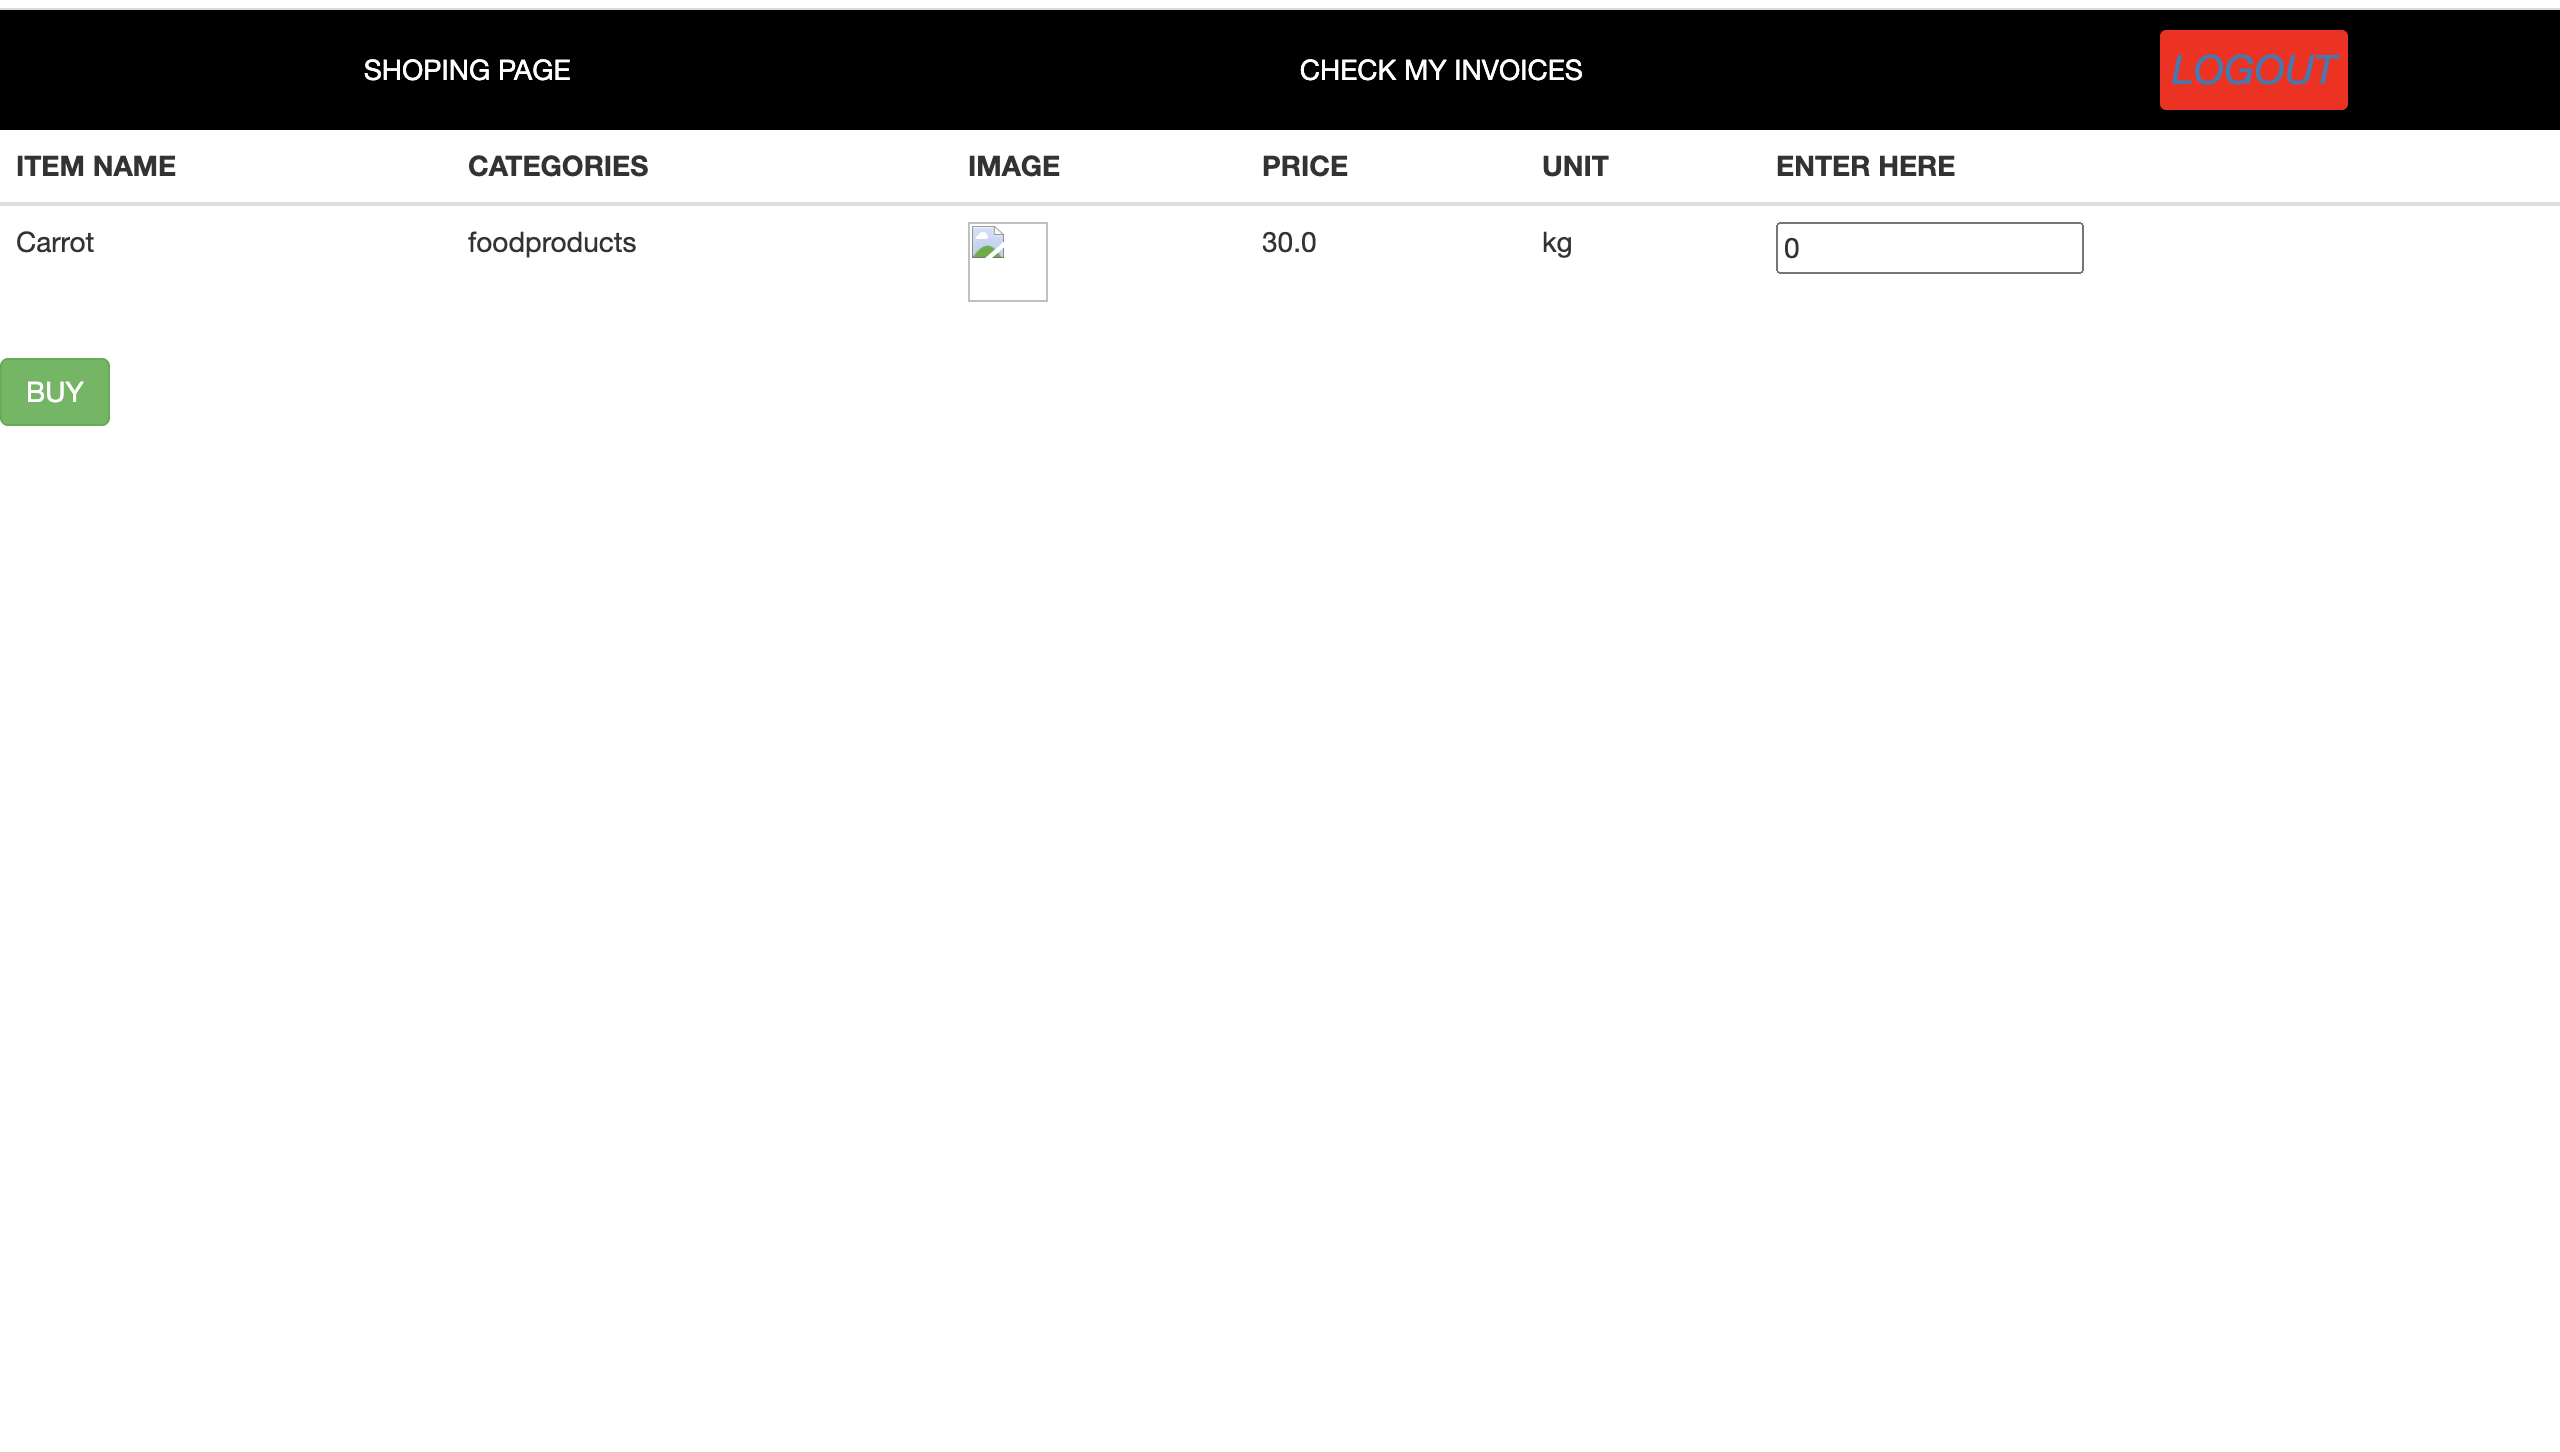 SHOPING PAGE CHECK MY INVOICES LOGOUT
ITEM NAME CATEGORIES IMAGE PRICE UNIT ENTER HERE
Carrot foodproducts 30.0 kg 0
BUY